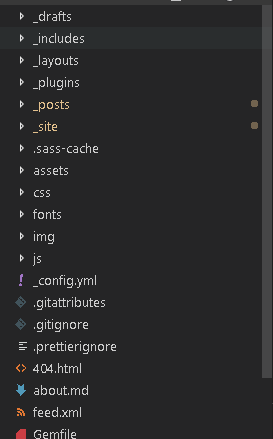 _drafts
_includes
_layouts
_plugins
_posts
_site
.sass-cache
assets
css
fonts
img
js
_config.yml
.gitattributes
.gitignore
.prettierignore
404.html
about.md
feed.xml
Gemfile